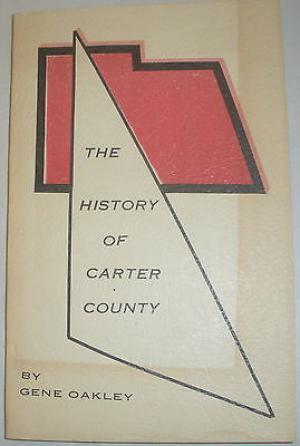 THE
HISTORY
OF
CARTER
COUNTY
BY
GENE OAKLEY